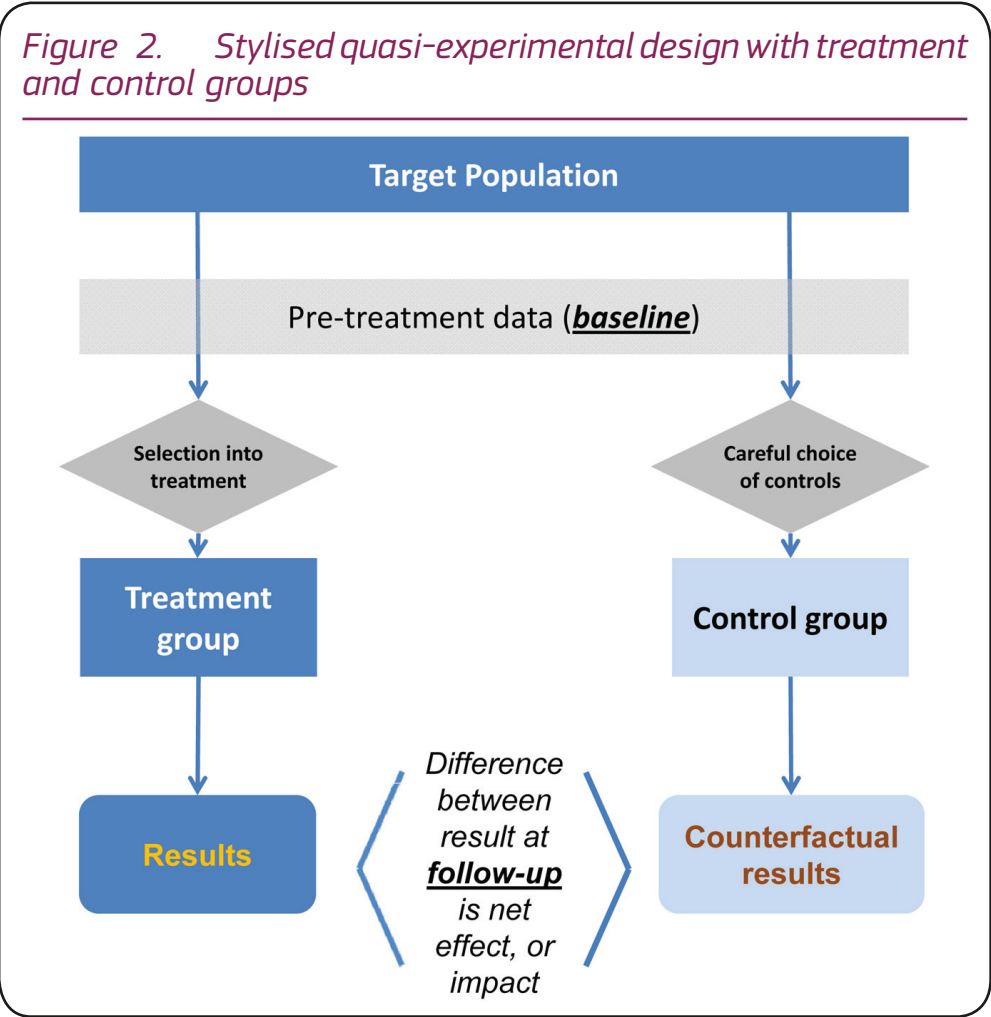 Figure 2. Stylised quasi-experimental design with treatment
and control groups
Target Population
Pre-treatment data (baseline)
Selection into
treatment
Careful choice
of controls
Treatment
group
Control group
Results
Difference
between
result at
follow-up
is net
effect, or
impact
Counterfactual
results